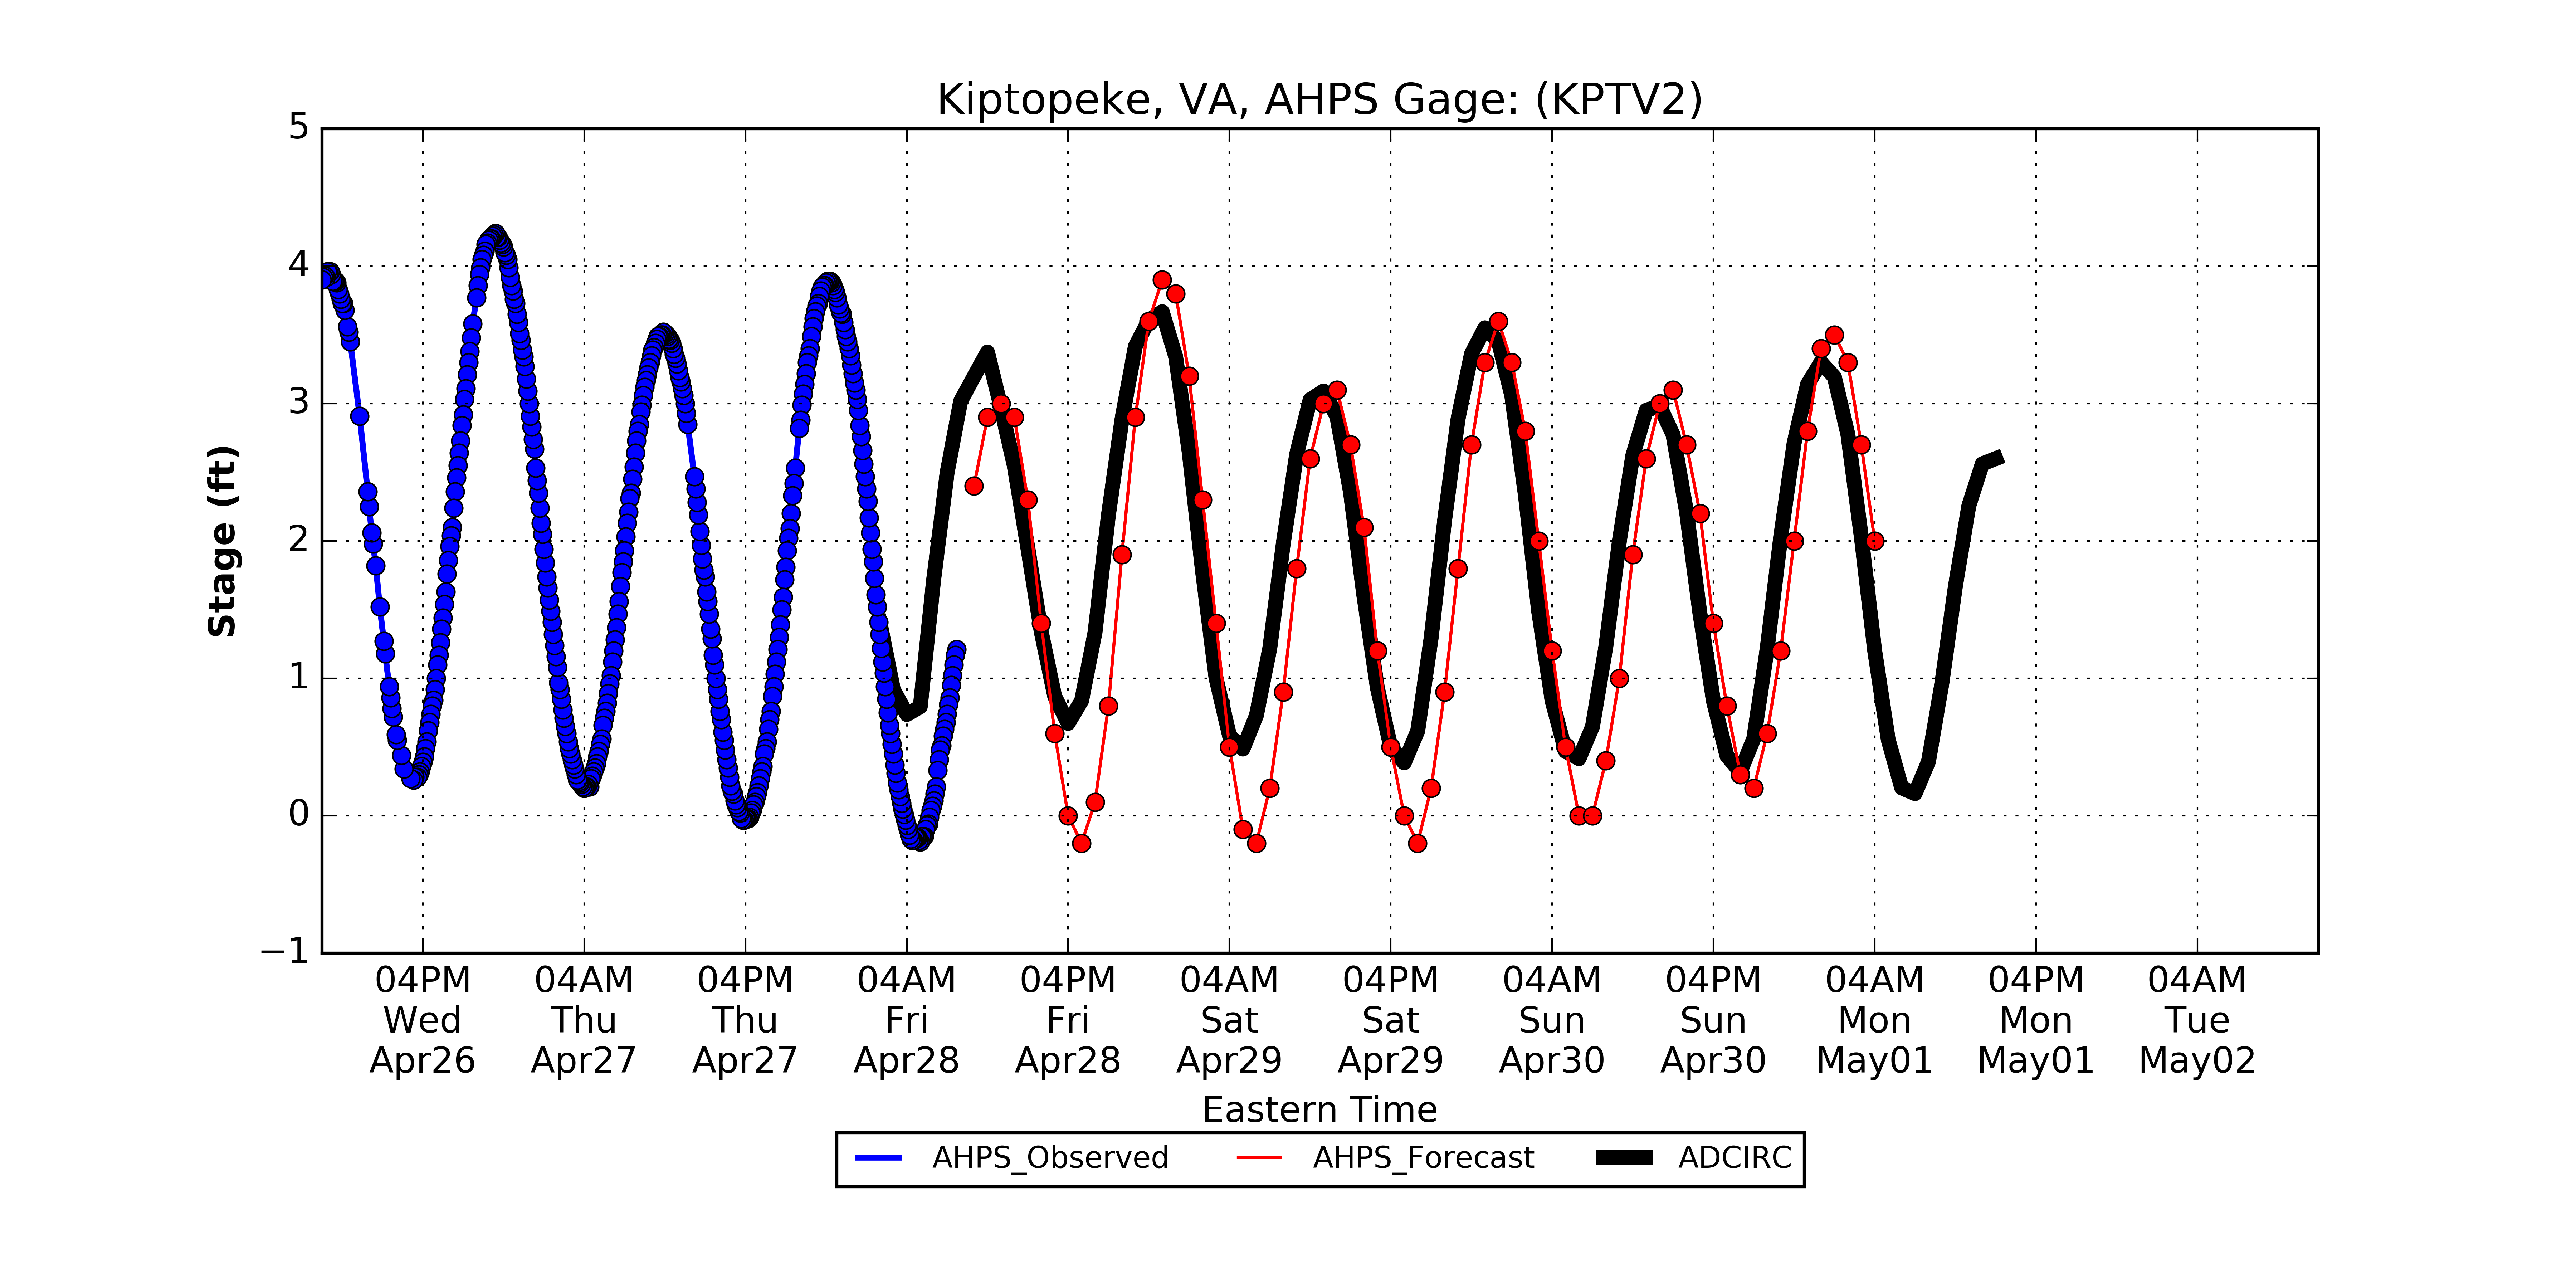 Kiptopeke, VA, AHPS Gage: (KPTV2)
5
4
3
2
1
0
−1
Stage (ft)
04PM 04AM 04PM 04AM 04PM 04AM 04PM 04AM 04PM 04AM 04PM 04AM
Wed Thu Thu Fri Fri Sat Sat Sun Sun Mon Mon Tue
Apr26 Apr27 Apr27 Apr28 Apr28 Apr29 Apr29 Apr30 Apr30 May01 May01 May02
Eastern Time
AHPS_Observed AHPS_Forecast ADCIRC